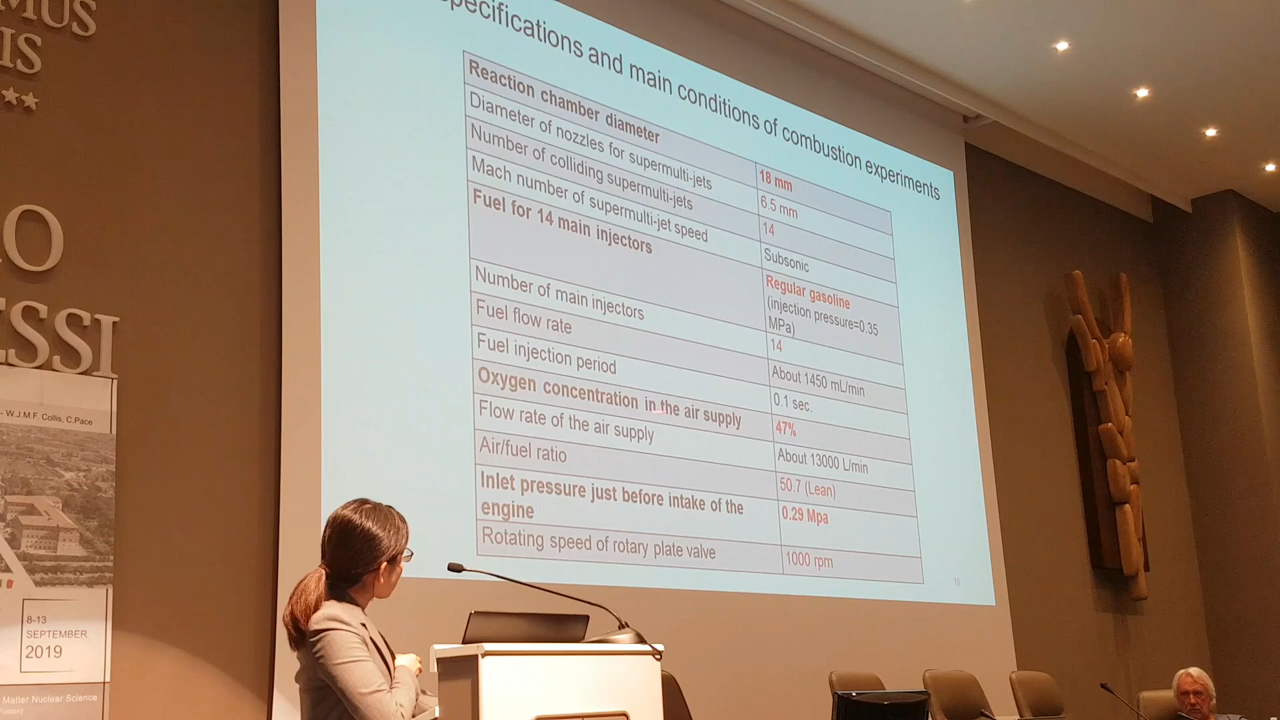 MUS
IS
O
SSI
– W.J.M F. Collis, C.Pace
8-13
SEPTEMBER
2019
Matter Nuclear Science
pecifications and main conditions of combustion experiments
Reaction chamber diameter 18 mm
Diameter of nozzles for supermulti-jets 6.5 mm
Number of colliding supermulti-jets 14
Mach number of supermulti-jet speed Subsonic
Fuel for 14 main injectors Regular gasoline
(injection pressure=0.35
MPa)
Number of main injectors 14
Fuel flow rate About 1450 mL/min
Fuel injection period 0.1 sec.
Oxygen concentration in the air supply 47%
Flow rate of the air supply About 13000 L/min
Air/fuel ratio 50.7 (Lean)
Inlet pressure just before intake of the
engine 0.29 Mpa
Rotating speed of rotary plate valve 1000 rpm
10